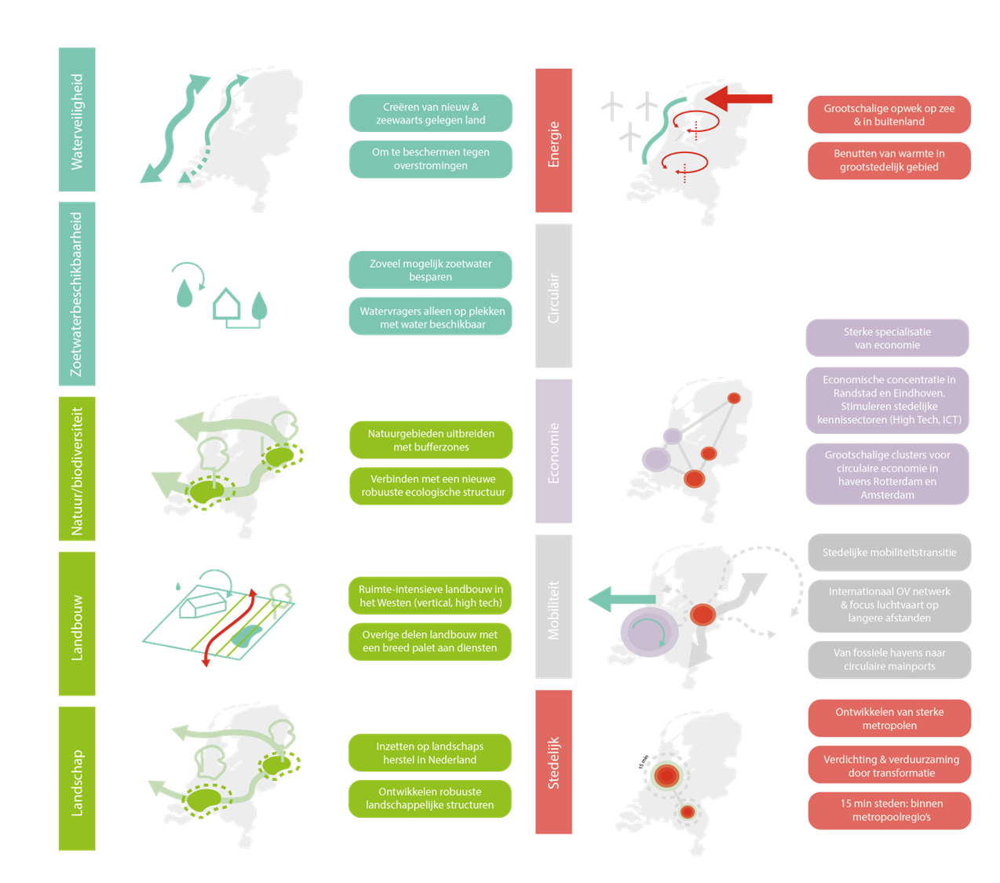 Waterveiligheid
Creëren van nieuw &
zeewaarts gelegen land
Om te beschermen tegen
overstromingen
Zoetwaterbeschikbaarheid
Zoveel mogelijk zoetwater
besparen
Watervragers alleen op plekken
met water beschikbaar
Natuur/biodiversiteit
Natuurgebieden uitbreiden
met bufferzones
Verbinden met een nieuwe
robuuste ecologische structuur
Landbouw
Ruimte-intensieve landbouw in
het Westen (vertical, high tech)
Overige delen landbouw met
een breed palet aan diensten
Landschap
Inzetten op landschaps
herstel in Nederland
Ontwikkelen robuuste
landschappelijke structuren
Energie
Grootschalige opwek op zee
& in buitenland
Benutten van warmte in
grootstedelijk gebied
Circulair
Economie
Sterke specialisatie
van economie
Economische concentratie in
Randstad en Eindhoven.
Stimuleren stedelijke
kennissectoren (High Tech, ICT)
Grootschalige clusters voor
circulaire economie in
havens Rotterdam en
Amsterdam
Mobiliteit
Stedelijke mobiliteitstransitie
Internationaal OV netwerk
& focus luchtvaart op
langere afstanden
Van fossiele havens naar
circulaire mainports
Stedelijk
15 min
Ontwikkelen van sterke
metropolen
Verdichting & verduurzaming
door transformatie
15 min steden: binnen
metropoolregio's